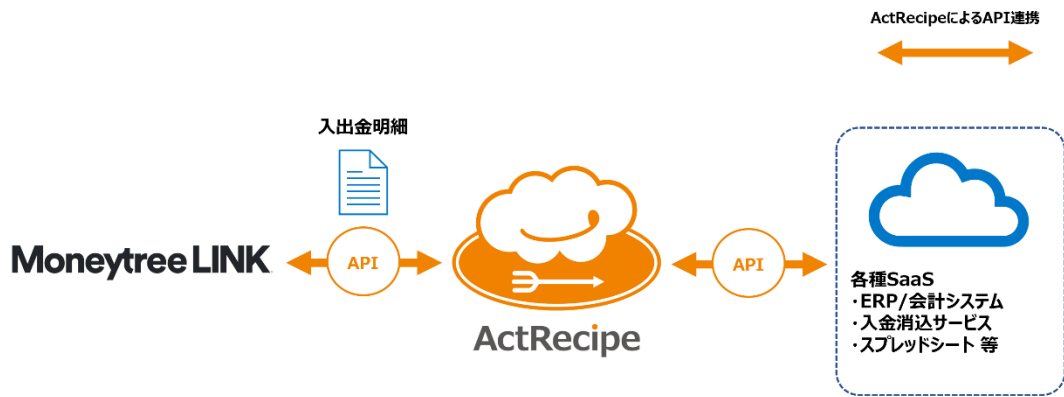 ActRecipeによるAPI連携
入出金明細
Moneytree LINK
API
ActRecipe
API
各種SaaS
・ERP/会計システム
・入金消込サービス
・スプレッドシート 等